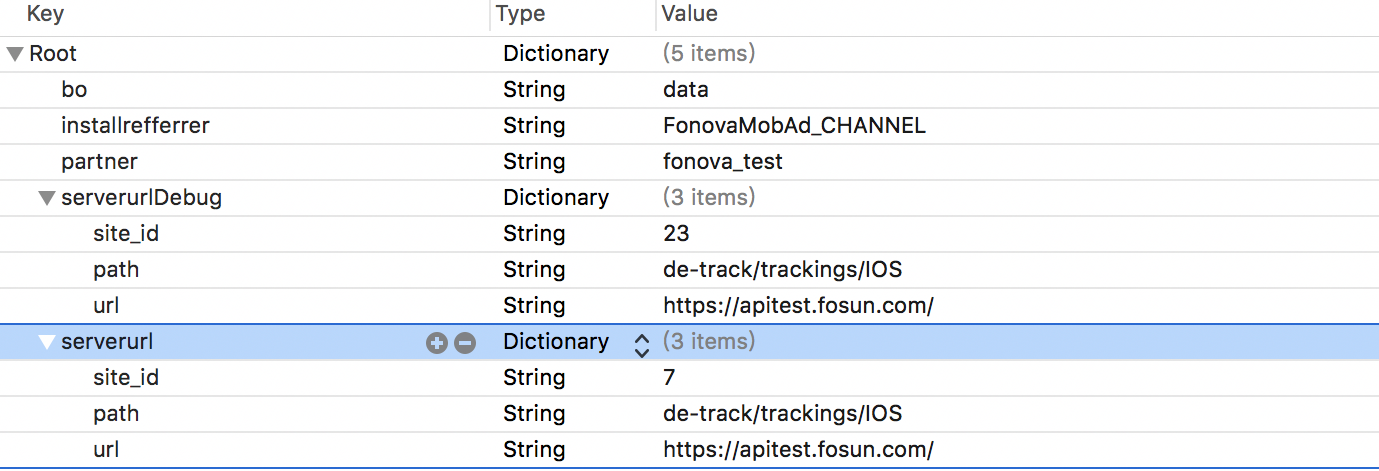 Key Type Value
Root Dictionary (5 items)
bo String data
installrefferrer String FonovaMobAd_CHANNEL
partner String fonova_test
serverurlDebug Dictionary (3 items)
site_id String 23
path String de-track/trackings/IOS
url String https://apitest.fosun.com/
serverurl Dictionary (3 items)
site_id String 7
path String de-track/trackings/IOS
url String https://apitest.fosun.com/